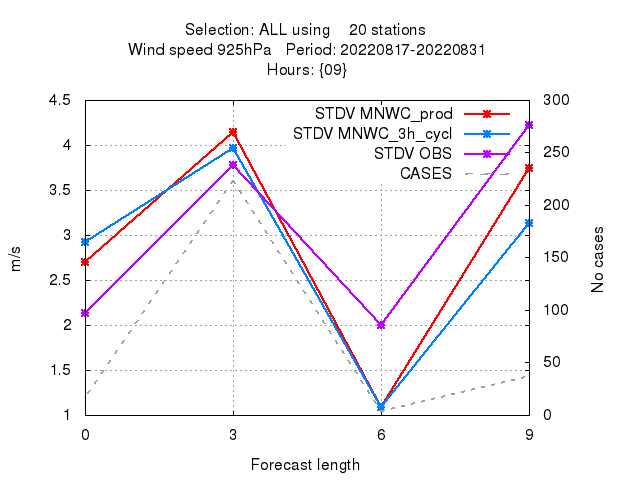 Selection: ALL using    20 stations
Wind speed 925hPa   Period: 20220817-20220831
Hours: {09}
STDV MNWC_prod
STDV MNWC_3h_cycl
STDV OBS
CASES
4.5
4
3.5
3
2.5
2
1.5
1
300
250
200
150
100
50
0
m/s
No cases
0
3
6
9
Forecast length